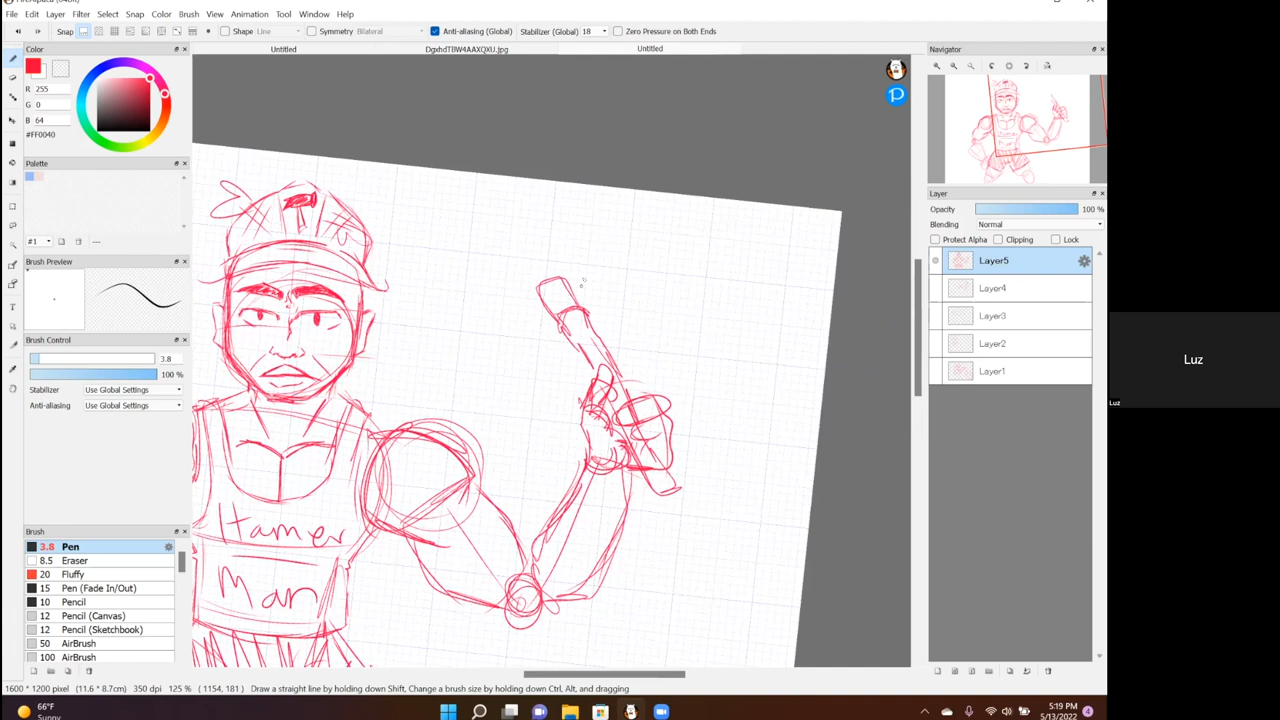 File Edit Filter Select Snap Color Brush View Animation Tool Window Help
Snap Shape Line Symmetry Bilateral Anti-aliasing (Global) Stabilizer (Global) 18 Zero Pressure on Both Ends
Color
Untitled
DgxhdTBW4AAXQXU.jpg
Untitled
Navigator
R 255
G 0
B 64
#FF0040
Palette
#1
---
Brush Preview
Brush Control
3.8
100 %
Stabilizer Use Global Settings
Anti-aliasing Use Global Settings
Brush
3.8 Pen
8.5 Eraser
20 Fluffy
15 Pen (Fade In/Out)
10 Pencil
12 Pencil (Canvas)
12 Pencil (Sketchbook)
50 AirBrush
100 AirBrush
Hamer
Man
Layer
Opacity 100 %
Blending Normal
Protect Alpha Clipping Lock
Layer5
Layer4
Layer3
Layer2
Layer1
Luz
Luz
1600 * 1200 pixel (11.6 * 8.7cm) 350 dpi 125 % ( 1154, 181 ) Draw a straight line by holding down Shift, Change a brush size by holding down Ctrl, Alt, and dragging
66°F
Sunny
5:19 PM
5/13/2022
4